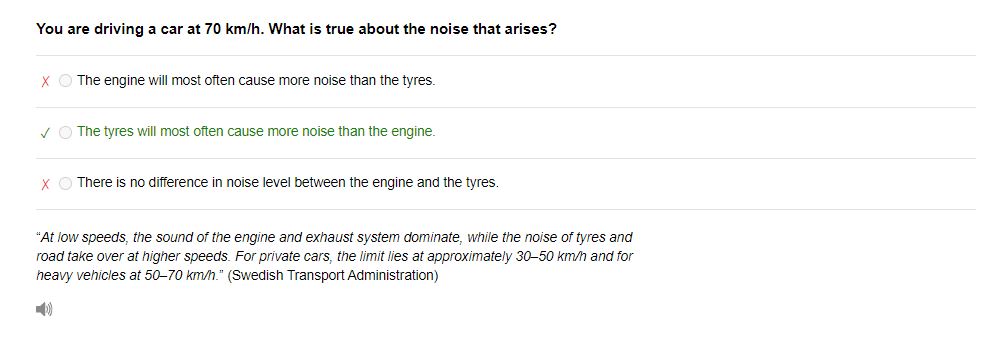 You are driving a car at 70 km/h. What is true about the noise that arises?
✗ The engine will most often cause more noise than the tyres.
✓ The tyres will most often cause more noise than the engine.
✗ There is no difference in noise level between the engine and the tyres.
“At low speeds, the sound of the engine and exhaust system dominate, while the noise of tyres and
road take over at higher speeds. For private cars, the limit lies at approximately 30–50 km/h and for
heavy vehicles at 50–70 km/h.” (Swedish Transport Administration)